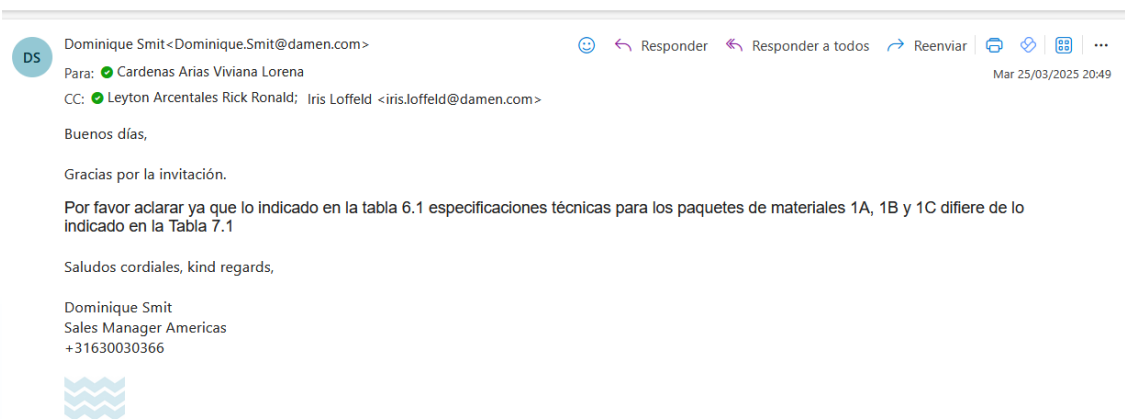 DS
Dominique Smit<Dominique.Smit@damen.com>
Responder
Responder a todos
Reenviar
Para: Cardenas Arias Viviana Lorena
Mar 25/03/2025 20:49
CC: Leyton Arcentales Rick Ronald; Iris Loffeld <iris.loffeld@damen.com>
Buenos días,
Gracias por la invitación.
Por favor aclarar ya que lo indicado en la tabla 6.1 especificaciones técnicas para los paquetes de materiales 1A, 1B y 1C difiere de lo
indicado en la Tabla 7.1
Saludos cordiales, kind regards,
Dominique Smit
Sales Manager Americas
+31630030366